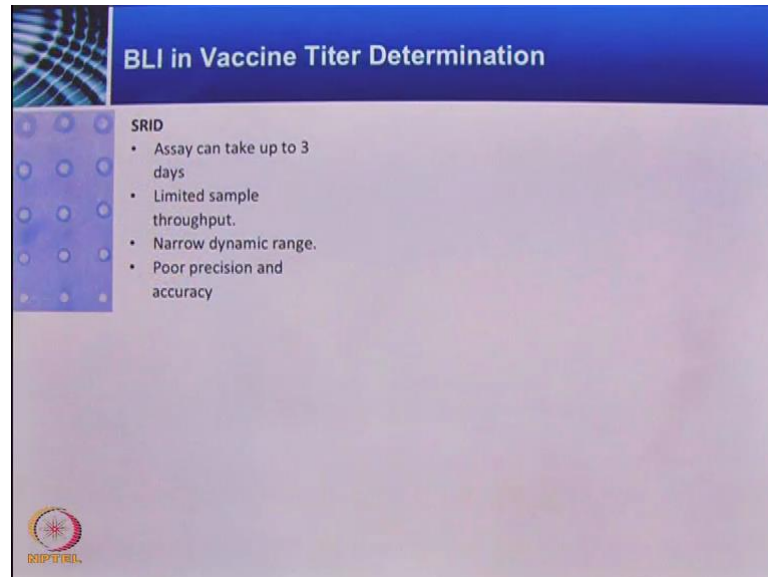 BLI in Vaccine Titer Determination
SRID
• Assay can take up to 3
days
• Limited sample
throughput.
• Narrow dynamic range.
• Poor precision and
accuracy
NPTEL